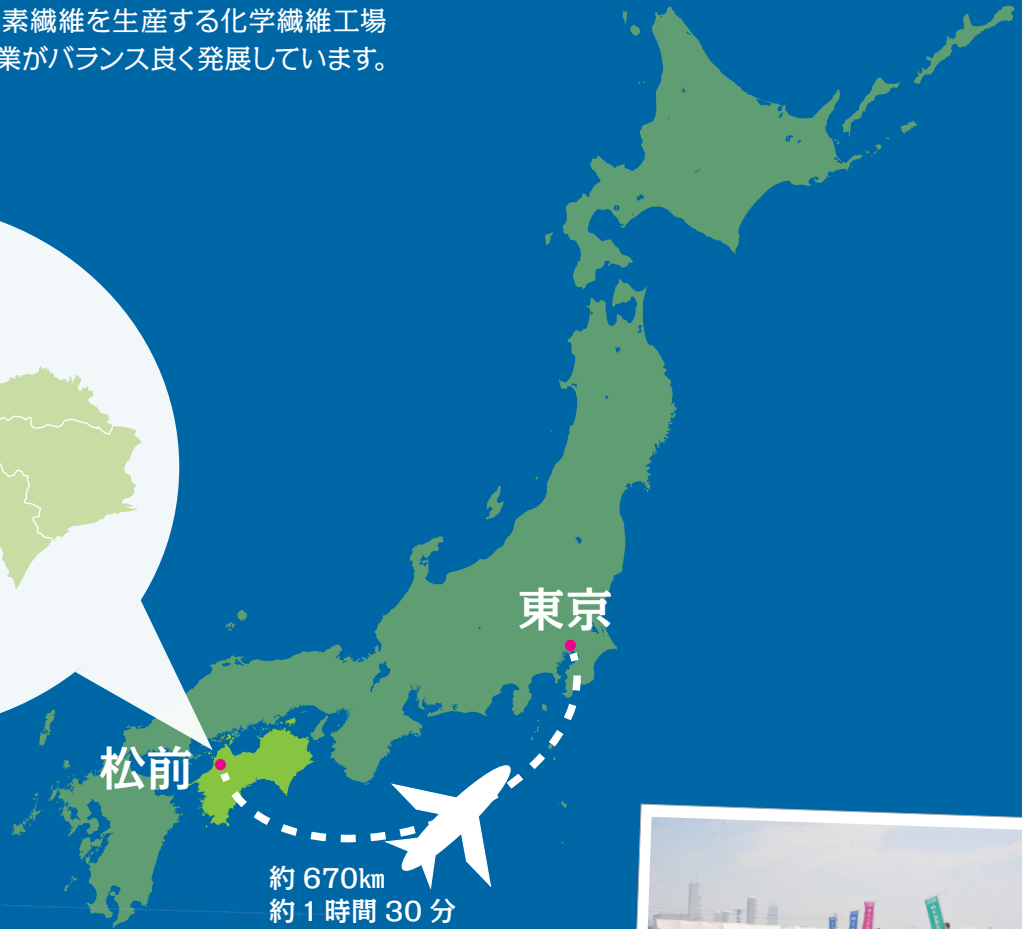 素繊維を生産する化学繊維工場
業がバランス良く発展しています。
東京
松前
約 670㎞
約 1 時間 30 分